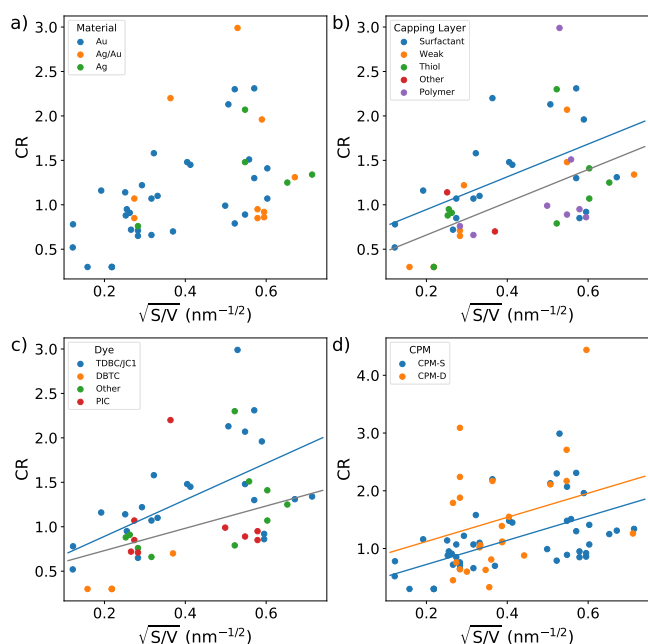 a)
Material
Au
Ag/Au
Ag
3.0
2.5
2.0
1.5
1.0
0.5
CR
0.2 0.4 0.6
√S/V (nm⁻¹/²)
b)
Capping Layer
Surfactant
Weak
Thiol
Other
Polymer
3.0
2.5
2.0
1.5
1.0
0.5
CR
0.2 0.4 0.6
√S/V (nm⁻¹/²)
c)
Dye
TDBC/JC1
DBTC
Other
PIC
3.0
2.5
2.0
1.5
1.0
0.5
CR
0.2 0.4 0.6
√S/V (nm⁻¹/²)
d)
CPM
CPM-S
CPM-D
4.0
3.0
2.0
1.0
CR
0.2 0.4 0.6
√S/V (nm⁻¹/²)